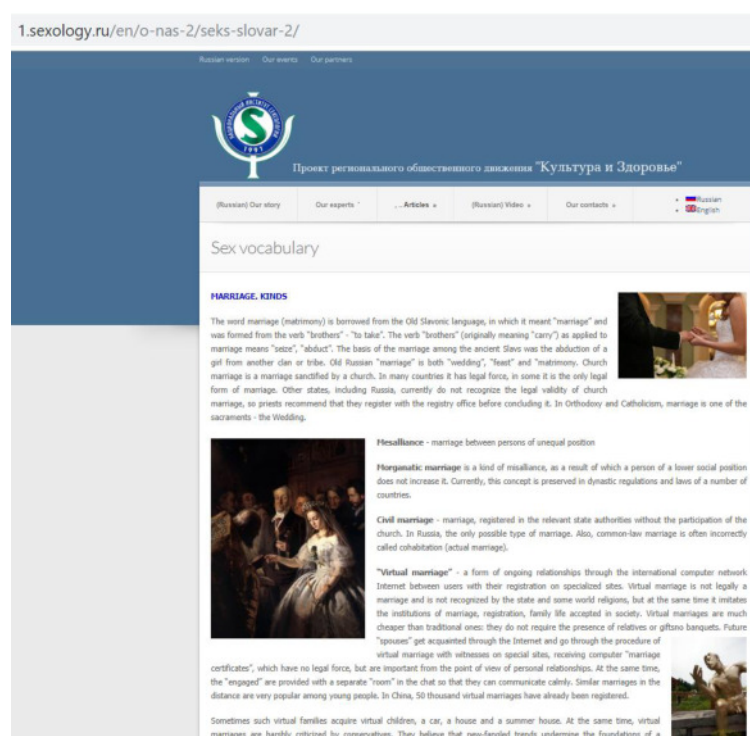 1.sexology.ru/en/o-nas-2/seks-slovar-2/
Russian version Our events Our partners
НАЦИОНАЛЬНЫЙ ИНСТИТУТ СЕКСОЛОГИИ
S
1991
Проект регионального общественного движения "Культура и Здоровье"
(Russian) Our story Our experts Articles » (Russian) Video » Our contacts »
Russian
English
Sex vocabulary
MARRIAGE. KINDS
The word marriage (matrimony) is borrowed from the Old Slavonic language, in which it meant "marriage" and
was formed from the verb "brothers" - "to take". The verb "brothers" (originally meaning "carry") as applied to
marriage means "seize", "abduct". The basis of the marriage among the ancient Slavs was the abduction of a
girl from another clan or tribe. Old Russian "marriage" is both "wedding", "feast" and "matrimony. Church
marriage is a marriage sanctified by a church. In many countries it has legal force, in some it is the only legal
form of marriage. Other states, including Russia, currently do not recognize the legal validity of church
marriage, so priests recommend that they register with the registry office before concluding it. In Orthodoxy and Catholicism, marriage is one of the
sacraments - the Wedding.
Mesalliance - marriage between persons of unequal position
Morganatic marriage is a kind of misalliance, as a result of which a person of a lower social position
does not increase it. Currently, this concept is preserved in dynastic regulations and laws of a number of
countries.
Civil marriage - marriage, registered in the relevant state authorities without the participation of the
church. In Russia, the only possible type of marriage. Also, common-law marriage is often incorrectly
called cohabitation (actual marriage).
"Virtual marriage" - a form of ongoing relationships through the international computer network
Internet between users with their registration on specialized sites. Virtual marriage is not legally a
marriage and is not recognized by the state and some world religions, but at the same time it imitates
the institutions of marriage, registration, family life accepted in society. Virtual marriages are much
cheaper than traditional ones: they do not require the presence of relatives or giftsno banquets. Future
"spouses" get acquainted through the Internet and go through the procedure of
virtual marriage with witnesses on special sites, receiving computer "marriage
certificates", which have no legal force, but are important from the point of view of personal relationships. At the same time,
the "engaged" are provided with a separate "room" in the chat so that they can communicate calmly. Similar marriages in the
distance are very popular among young people. In China, 50 thousand virtual marriages have already been registered.
Sometimes such virtual families acquire virtual children, a car, a house and a summer house. At the same time, virtual
marriages are harshly criticized by conservatives. They believe that new-fangled trends undermine the foundations of a